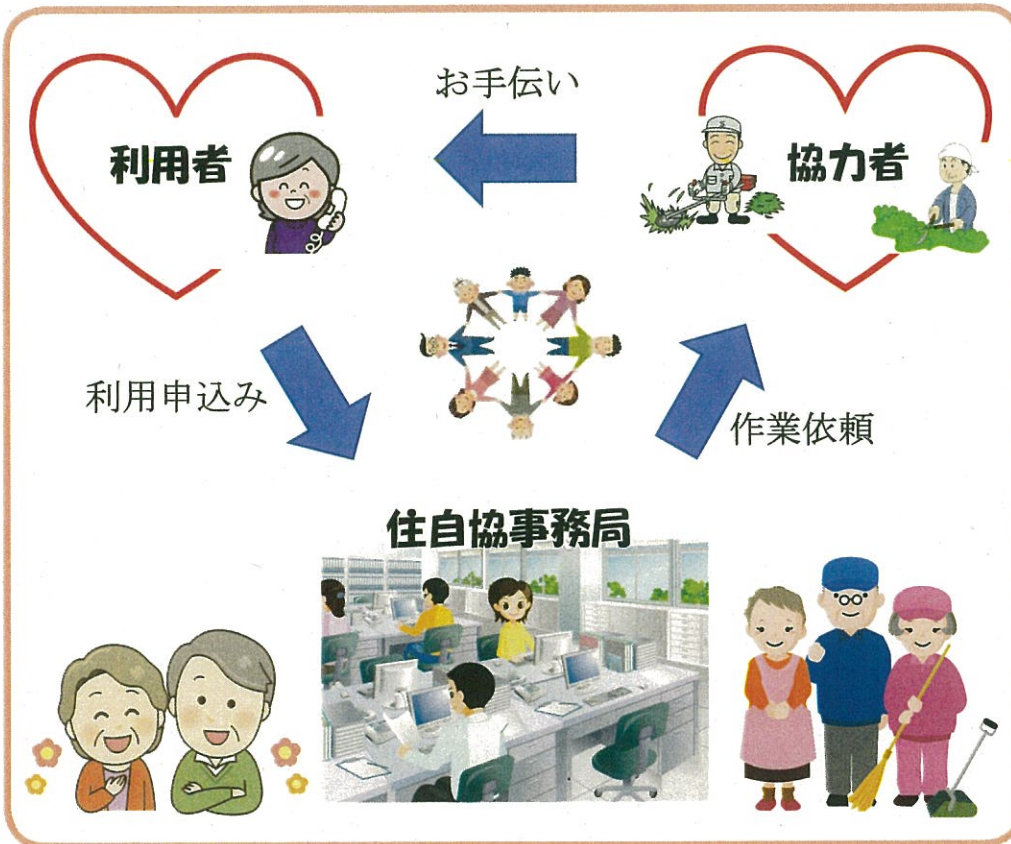 お手伝い
利用者
協力者
利用申込み
作業依頼
住自協事務局